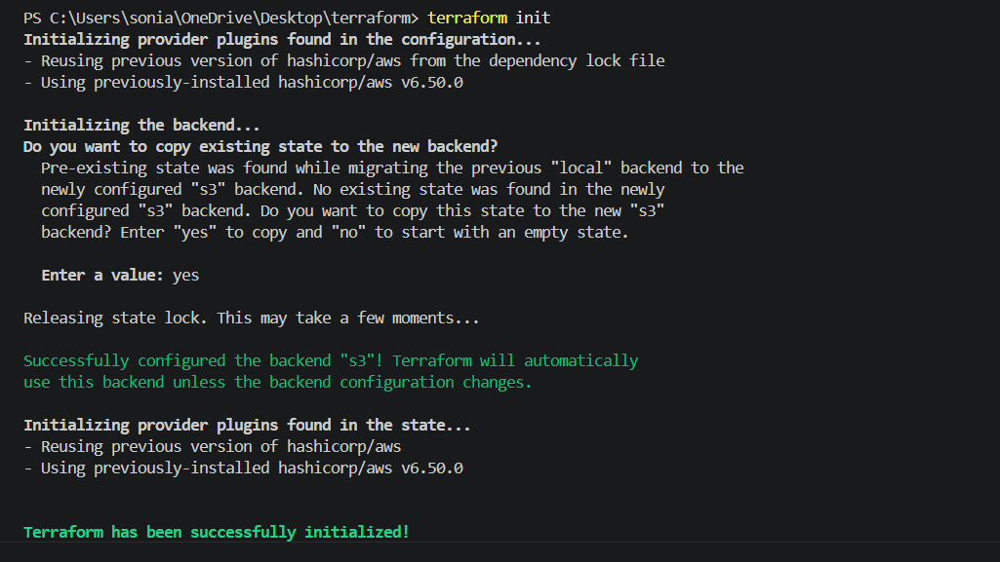 PS C:\Users\sonia\OneDrive\Desktop\terraform> terraform init
Initializing provider plugins found in the configuration...
- Reusing previous version of hashicorp/aws from the dependency lock file
- Using previously-installed hashicorp/aws v6.50.0
Initializing the backend...
Do you want to copy existing state to the new backend?
Pre-existing state was found while migrating the previous "local" backend to the
newly configured "s3" backend. No existing state was found in the newly
configured "s3" backend. Do you want to copy this state to the new "s3"
backend? Enter "yes" to copy and "no" to start with an empty state.
Enter a value: yes
Releasing state lock. This may take a few moments...
Successfully configured the backend "s3"! Terraform will automatically
use this backend unless the backend configuration changes.
Initializing provider plugins found in the state...
- Reusing previous version of hashicorp/aws
- Using previously-installed hashicorp/aws v6.50.0
Terraform has been successfully initialized!